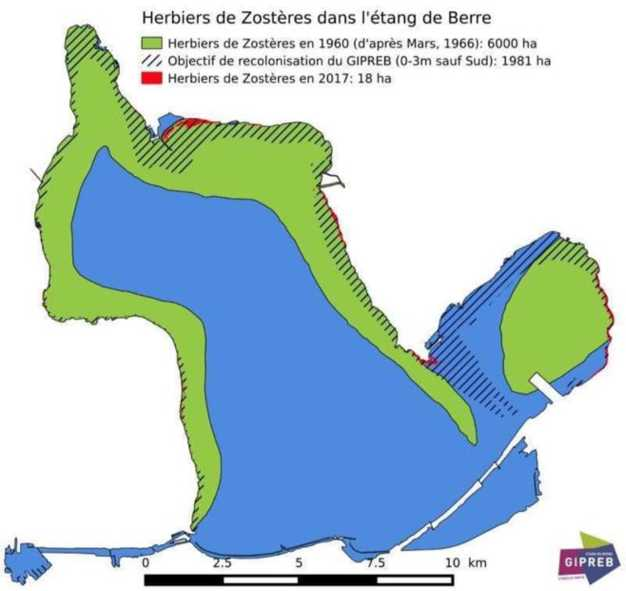 Herbiers de Zostères dans l'étang de Berre
Herbiers de Zostères en 1960 (d'après Mars, 1966): 6000 ha
Objectif de recolonisation du GIPREB (0-3m sauf Sud): 1981 ha
Herbiers de Zostères en 2017: 18 ha
0 2.5 5 7.5 10 km
GIPREB